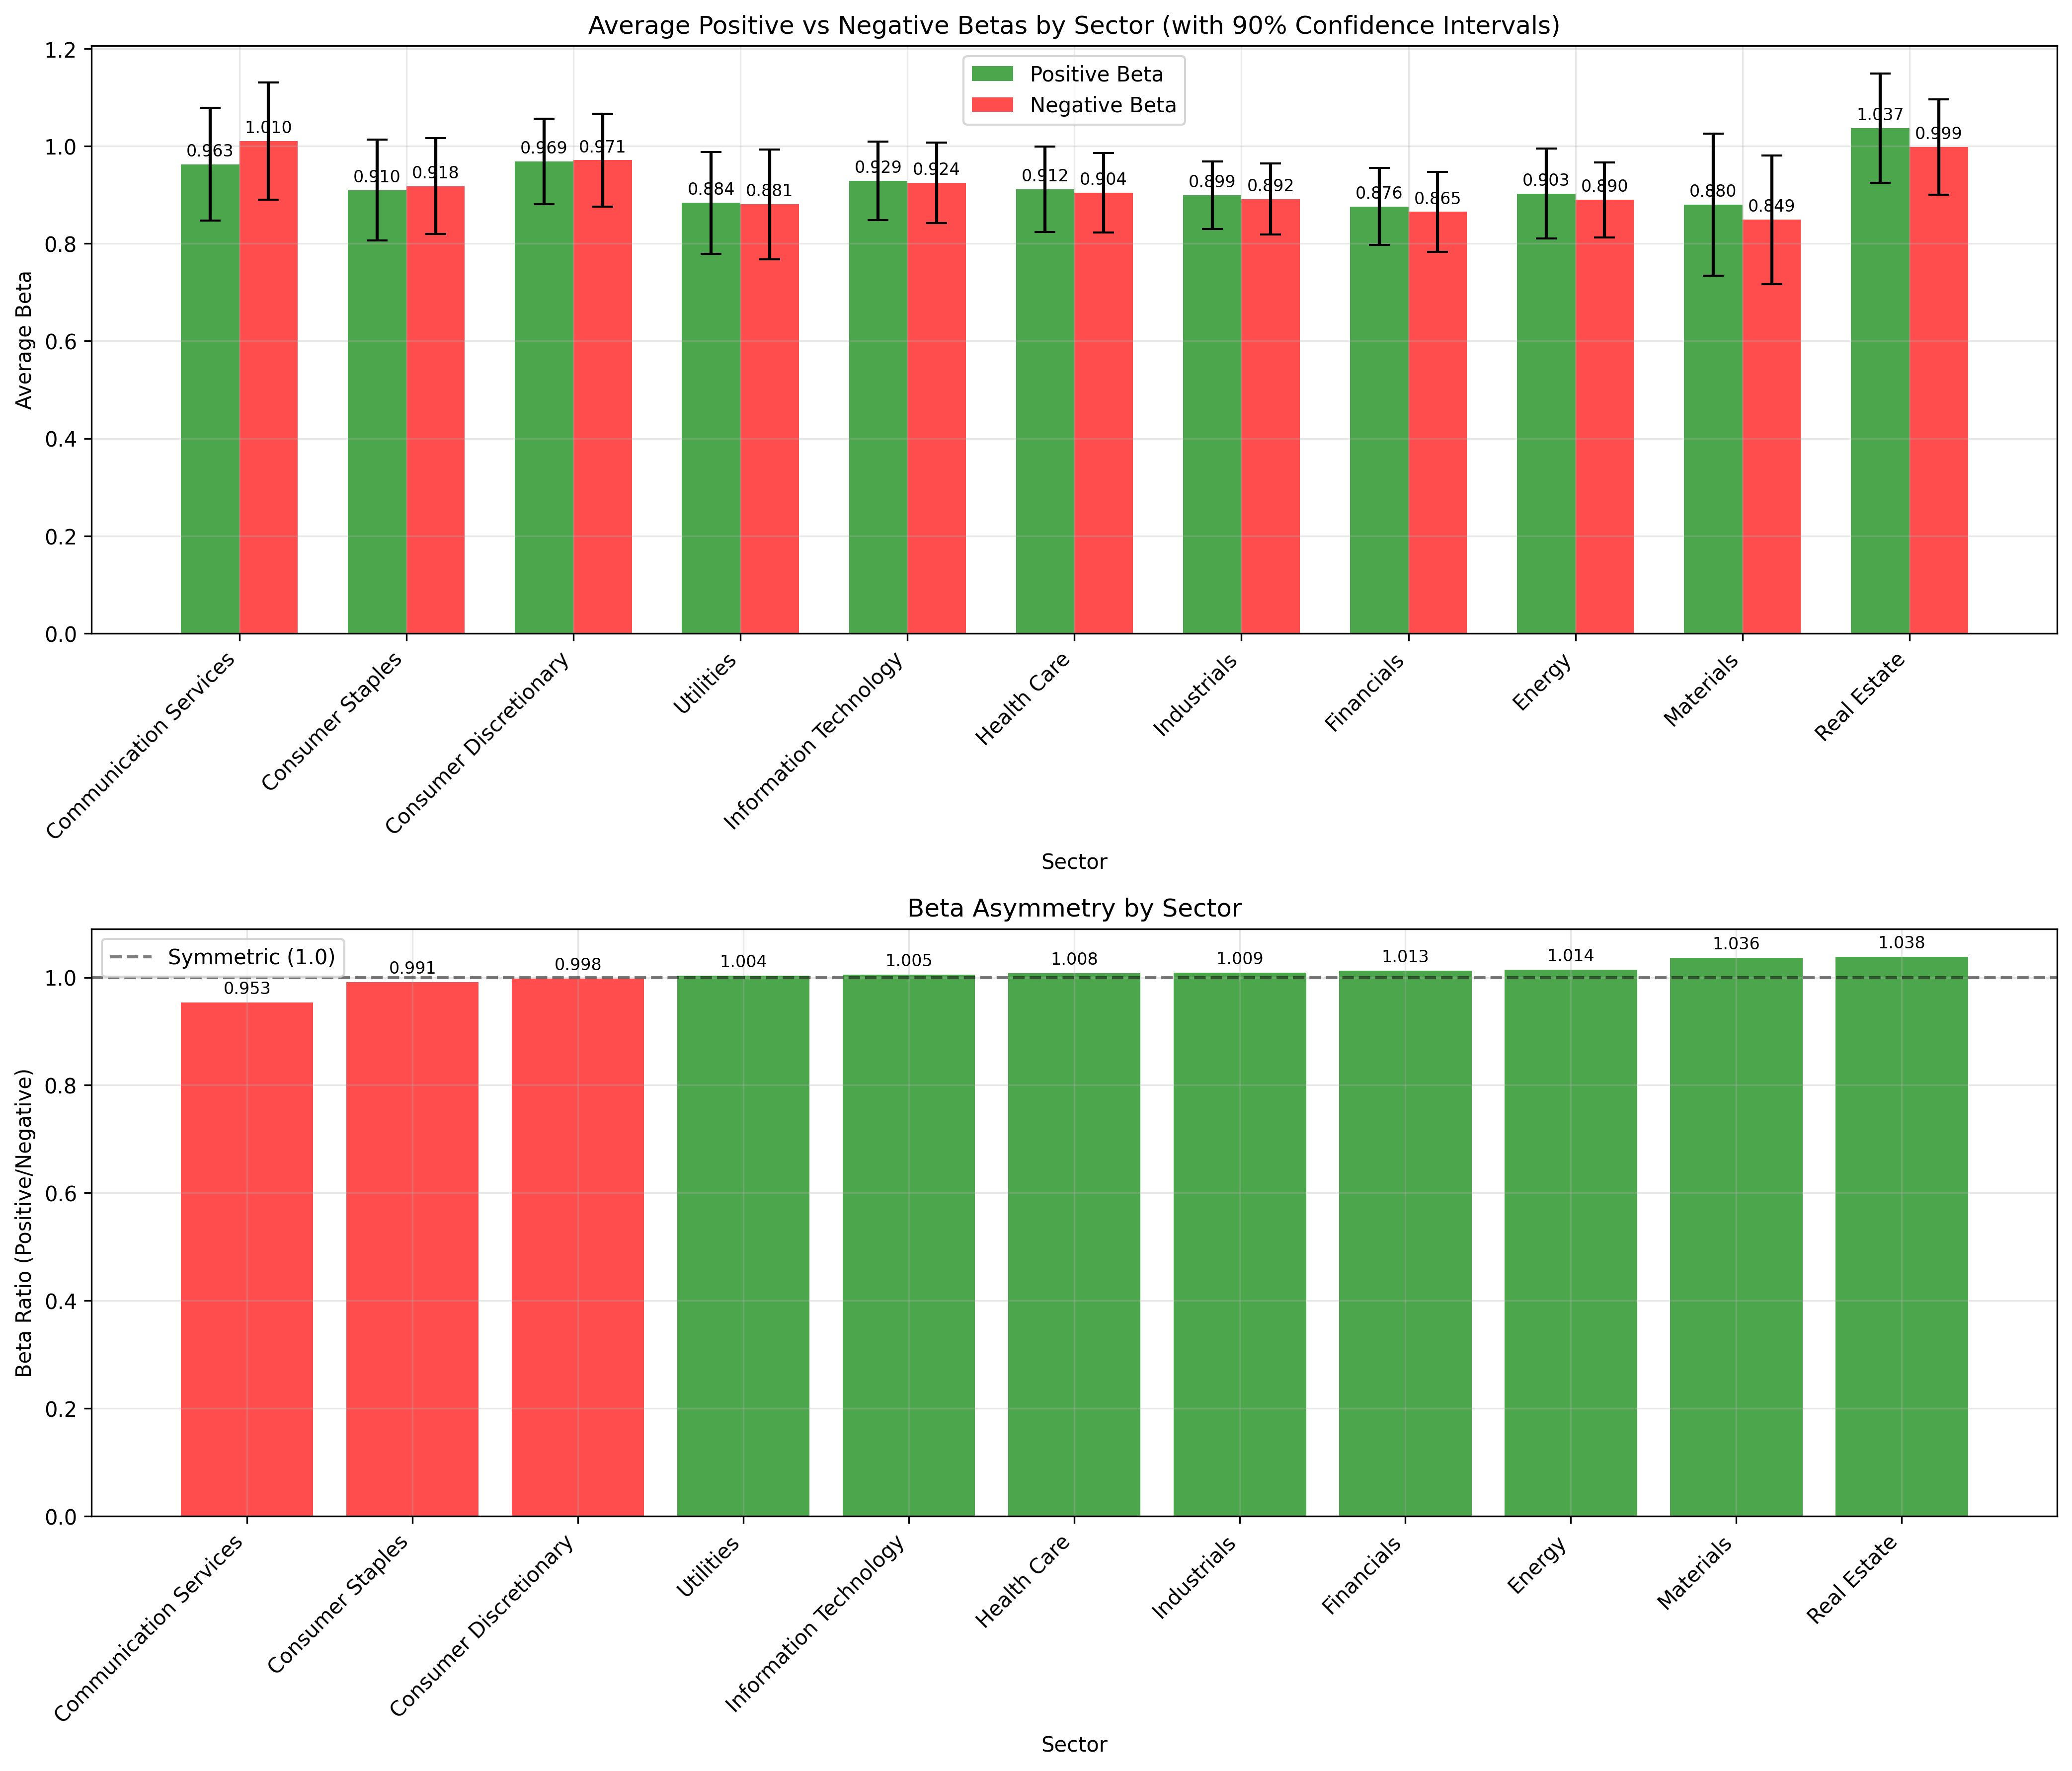 Average Positive vs Negative Betas by Sector (with 90% Confidence Intervals)
Positive Beta
Negative Beta
Average Beta
1.2
1.0
0.8
0.6
0.4
0.2
0.0
0.963
1.010
0.910
0.918
0.969
0.971
0.884
0.881
0.929
0.924
0.912
0.904
0.899
0.892
0.876
0.865
0.903
0.890
0.880
0.849
1.037
0.999
Communication Services
Consumer Staples
Consumer Discretionary
Utilities
Information Technology
Health Care
Industrials
Financials
Energy
Materials
Real Estate
Sector
Beta Asymmetry by Sector
Symmetric (1.0)
Beta Ratio (Positive/Negative)
1.0
0.8
0.6
0.4
0.2
0.0
0.953
0.991
0.998
1.004
1.005
1.008
1.009
1.013
1.014
1.036
1.038
Communication Services
Consumer Staples
Consumer Discretionary
Utilities
Information Technology
Health Care
Industrials
Financials
Energy
Materials
Real Estate
Sector